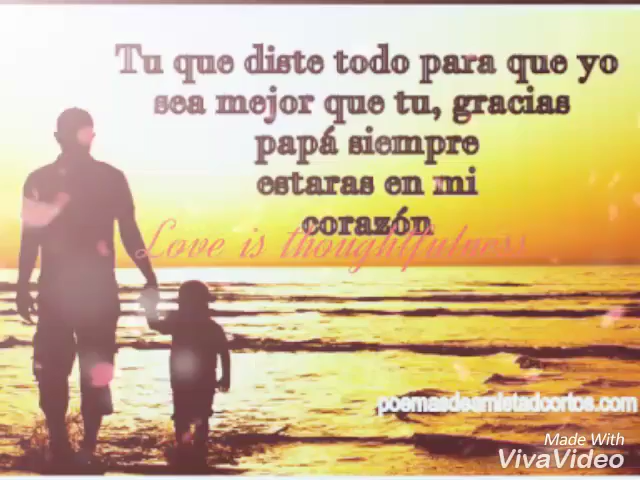 Tu que diste todo para que yo
sea mejor que tu, gracias
papá siempre
estaras en mi
corazón
Love is thoughtfulness
poemasdeamistadcortos.com
Made With
VivaVideo